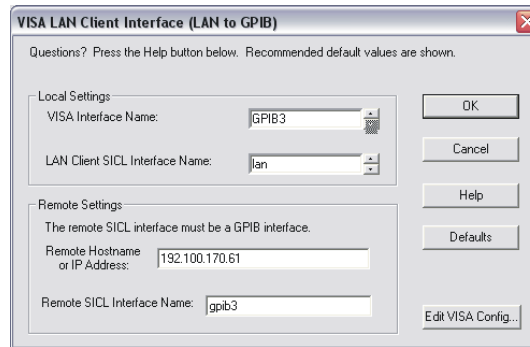 VISA LAN Client Interface (LAN to GPIB)
Questions? Press the Help button below. Recommended default values are shown.
Local Settings
VISA Interface Name: GPIB3
LAN Client SICL Interface Name: lan
OK
Cancel
Help
Defaults
Remote Settings
The remote SICL interface must be a GPIB interface.
Remote Hostname
or IP Address: 192.100.170.61
Remote SICL Interface Name: gpib3
Edit VISA Config...